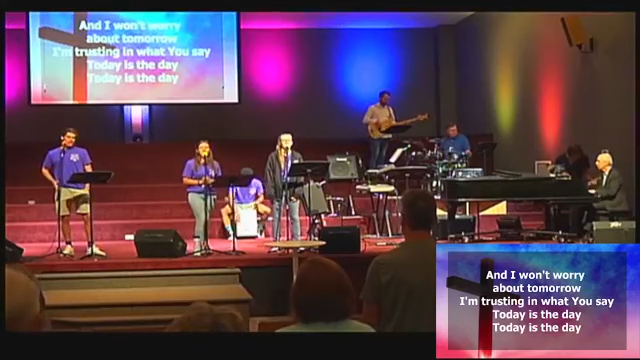 And I won't worry
about tomorrow
I'm trusting in what You say
Today is the day
Today is the day
And I won't worry
about tomorrow
I'm trusting in what You say
Today is the day
Today is the day